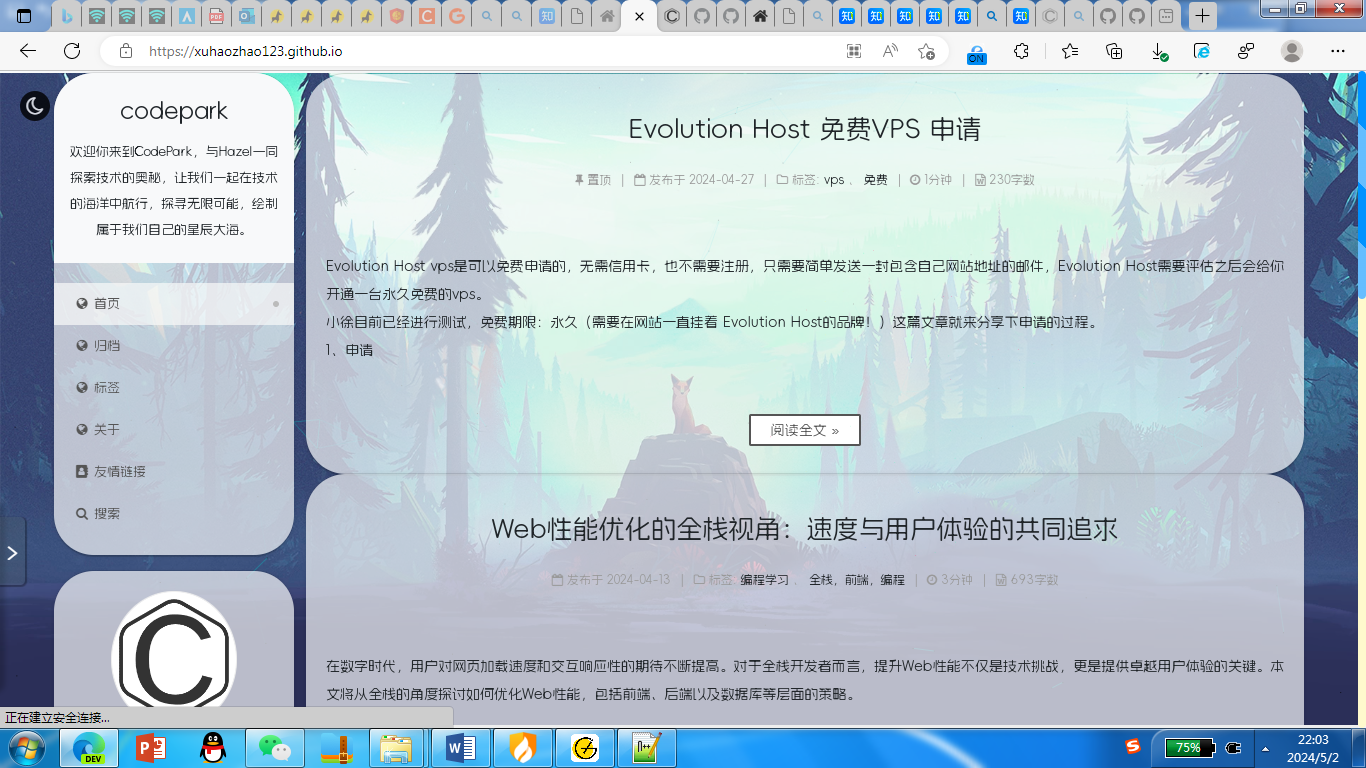 https://xuhaozhao123.github.io
ON
codepark
欢迎你来到CodePark，与Hazel一同
探索技术的奥秘，让我们一起在技术
的海洋中航行，探寻无限可能，绘制
属于我们自己的星辰大海。
首页
归档
标签
关于
友情链接
搜索
C
Evolution Host 免费VPS 申请
置顶 | 发布于 2024-04-27 | 标签: vps 、 免费 | 1分钟 | 230字数
Evolution Host vps是可以免费申请的，无需信用卡，也不需要注册，只需要简单发送一封包含自己网站地址的邮件，Evolution Host需要评估之后会给你
开通一台永久免费的vps。
小徐目前已经进行测试，免费期限：永久（需要在网站一直挂着 Evolution Host的品牌！）这篇文章就来分享下申请的过程。
1、申请
阅读全文 »
Web性能优化的全栈视角：速度与用户体验的共同追求
发布于 2024-04-13 | 标签: 编程学习 、 全栈，前端，编程 | 3分钟 | 693字数
在数字时代，用户对网页加载速度和交互响应性的期待不断提高。对于全栈开发者而言，提升Web性能不仅是技术挑战，更是提供卓越用户体验的关键。本
文将从全栈的角度探讨如何优化Web性能，包括前端、后端以及数据库等层面的策略。
正在建立安全连接...
DEV
75%
22:03
2024/5/2